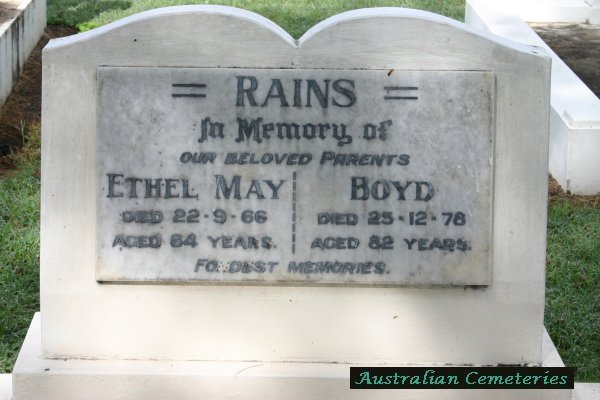 = RAINS =
In Memory of
OUR BELOVED PARENTS
ETHEL MAY
DIED 22-9-66
AGED 64 YEARS.
BOYD
DIED 25-12-78
AGED 82 YEARS.
FONDEST MEMORIES.
Australian Cemeteries